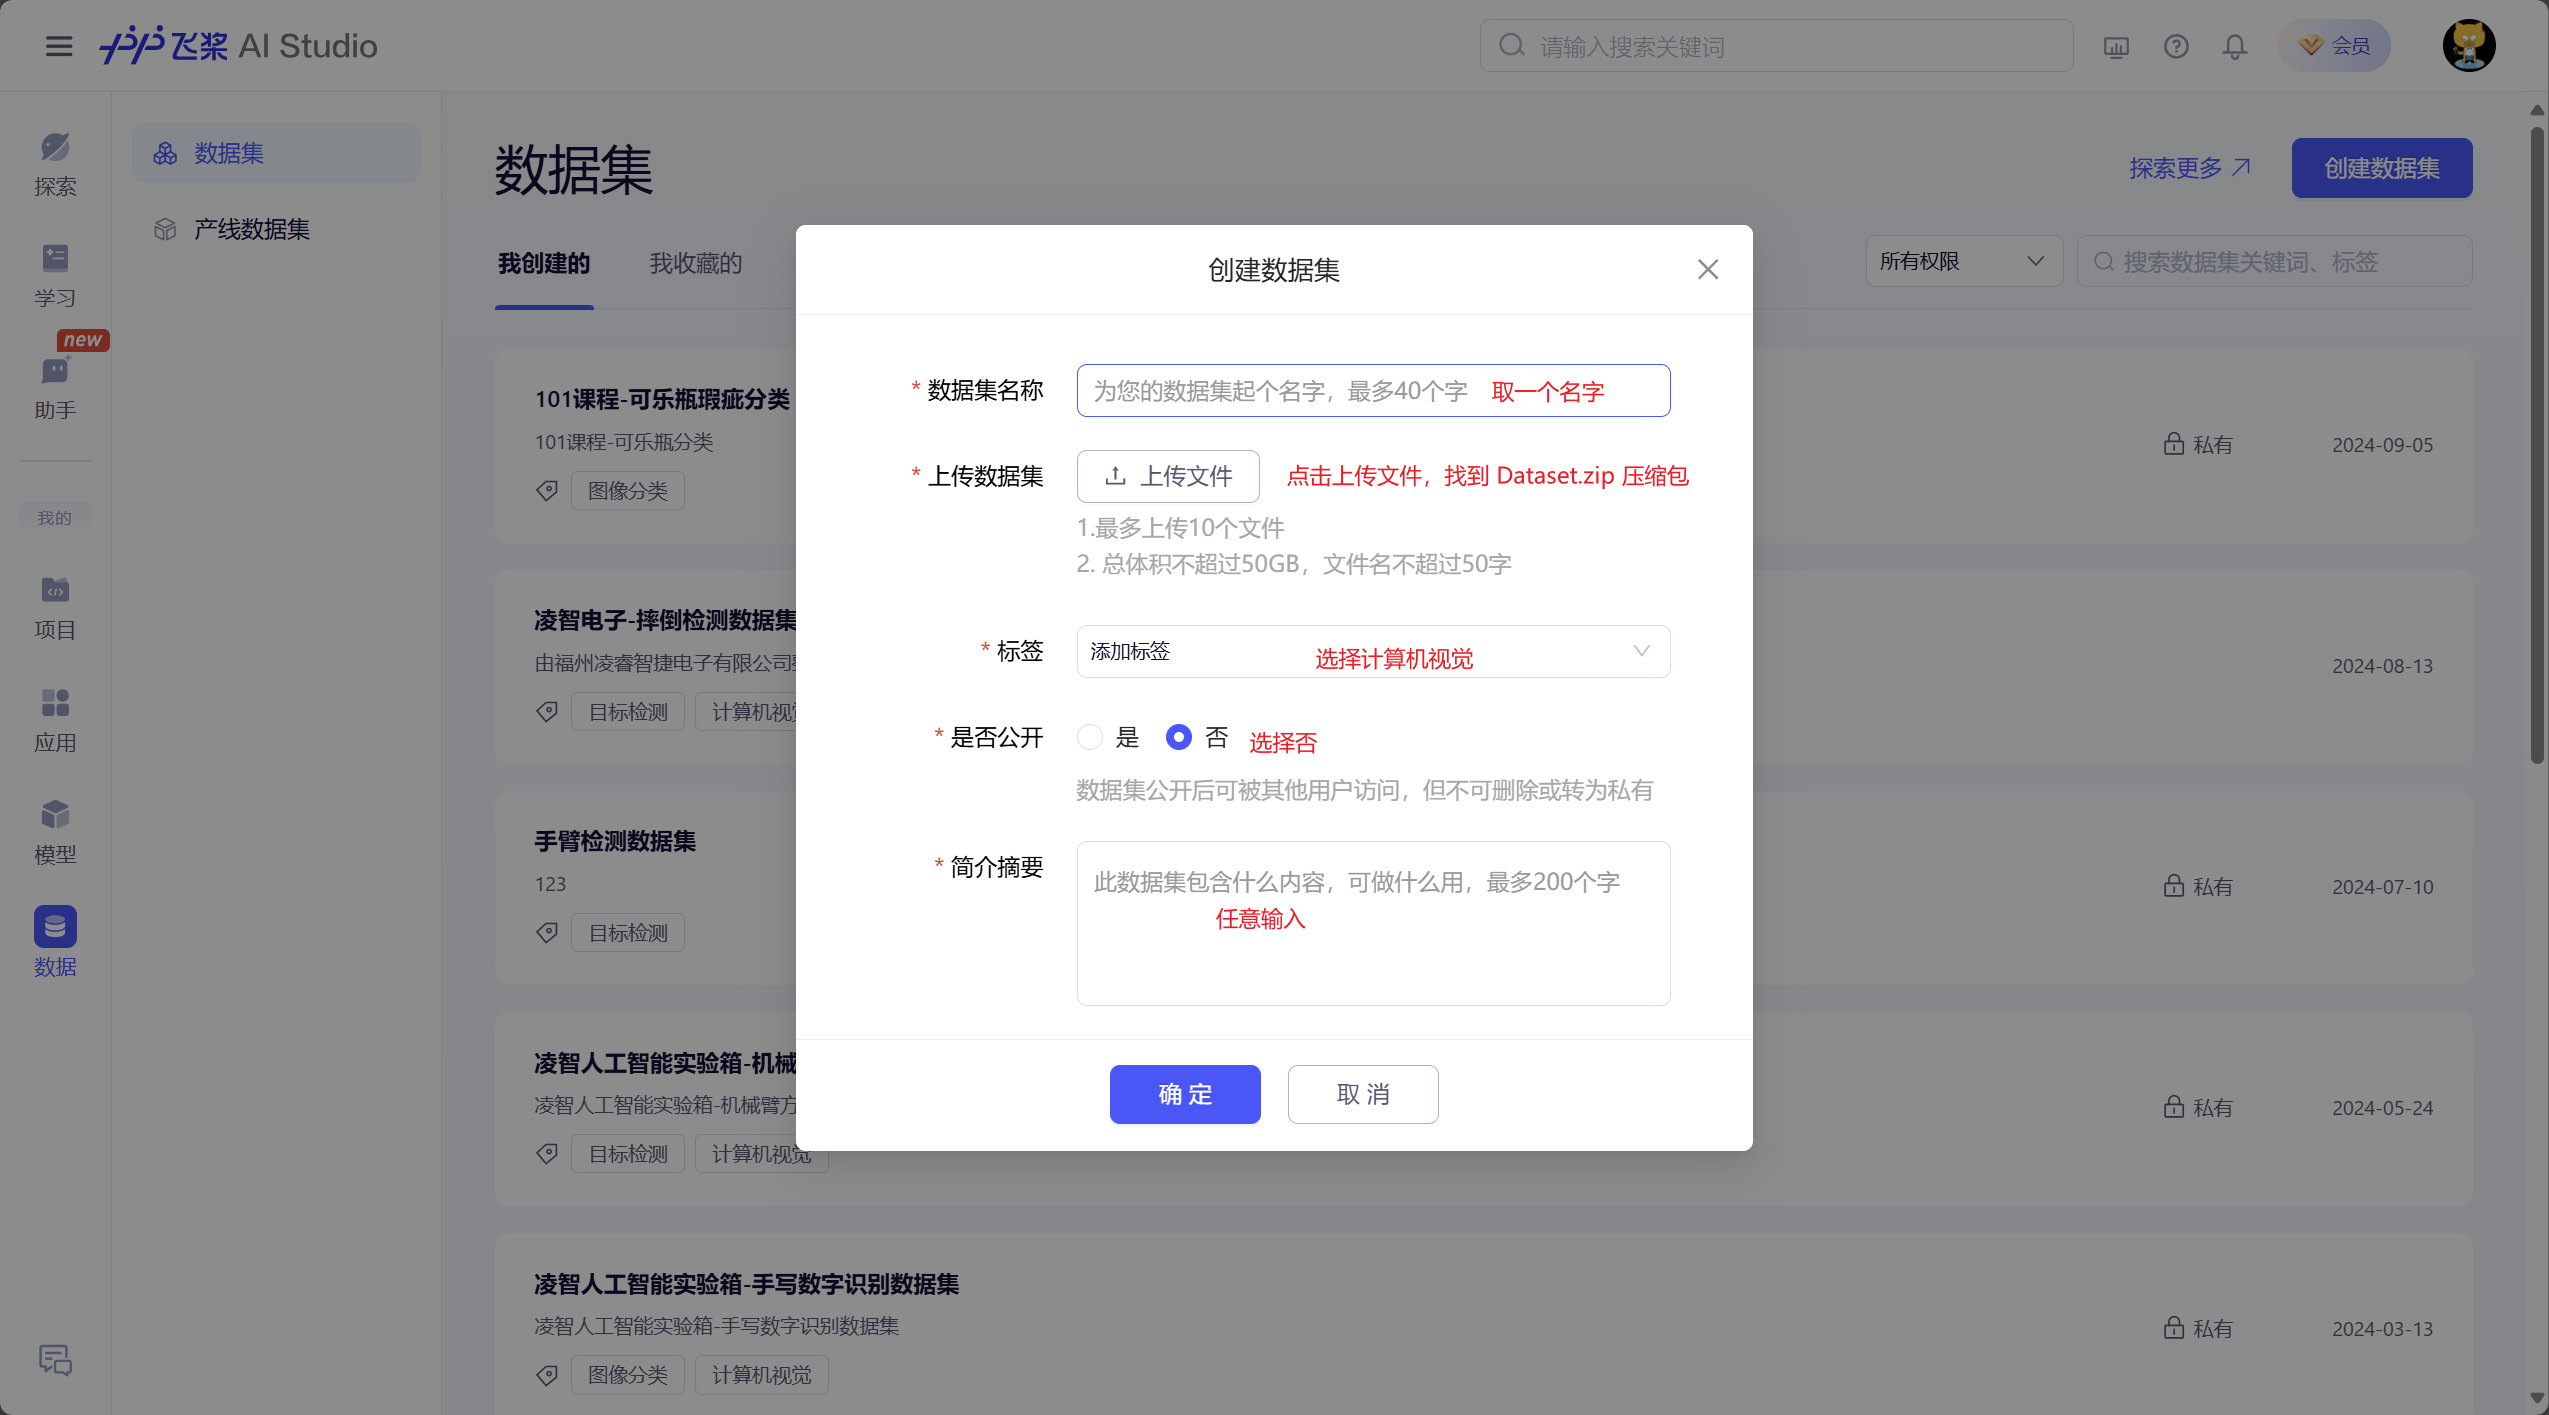 飞桨 AI Studio
请输入搜索关键词
会员
探索
学习
new
助手
我的
项目
应用
模型
数据
数据集
产线数据集
数据集
探索更多
创建数据集
我创建的
我收藏的
所有权限
搜索数据集关键词、标签
101课程-可乐瓶瑕疵分类
101课程-可乐瓶分类
图像分类
私有
2024-09-05
凌智电子-摔倒检测数据集
由福州凌睿智捷电子有限公司
目标检测
计算机视觉
2024-08-13
手臂检测数据集
123
目标检测
私有
2024-07-10
凌智人工智能实验箱-机械
凌智人工智能实验箱-机械臂方
目标检测
计算机视觉
私有
2024-05-24
凌智人工智能实验箱-手写数字识别数据集
凌智人工智能实验箱-手写数字识别数据集
图像分类
计算机视觉
私有
2024-03-13
创建数据集
* 数据集名称
为您的数据集起个名字，最多40个字
取一个名字
* 上传数据集
上传文件
点击上传文件，找到 Dataset.zip 压缩包
1.最多上传10个文件
2. 总体积不超过50GB，文件名不超过50字
* 标签
添加标签
选择计算机视觉
* 是否公开
是
否
选择否
数据集公开后可被其他用户访问，但不可删除或转为私有
* 简介摘要
此数据集包含什么内容，可做什么用，最多200个字
任意输入
确 定
取 消